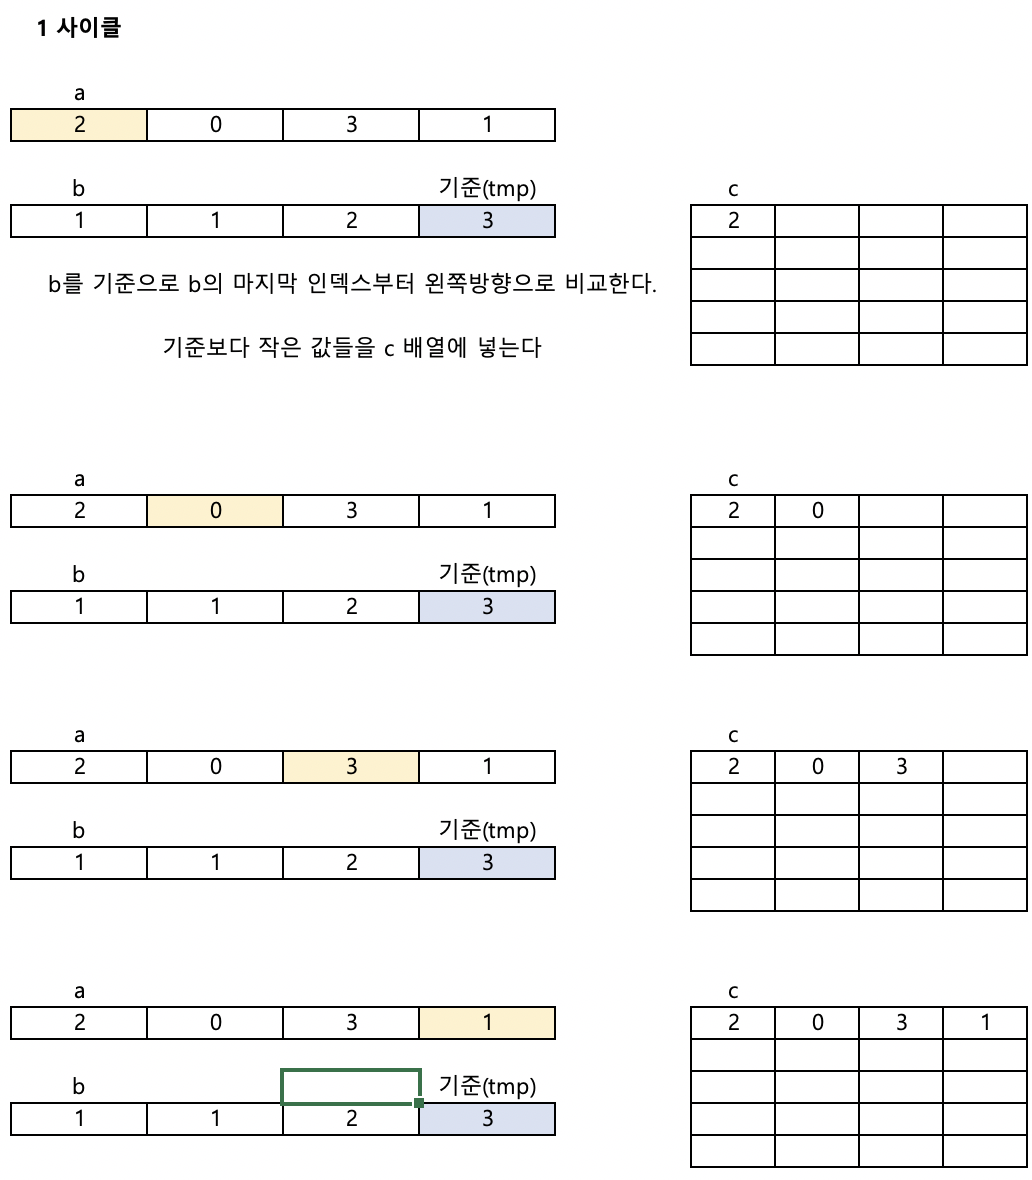 1 사이클
a
2 0 3 1
b 기준(tmp) c
1 1 2 3 2
b를 기준으로 b의 마지막 인덱스부터 왼쪽방향으로 비교한다.
기준보다 작은 값들을 c 배열에 넣는다
a c
2 0 3 1 2 0
b 기준(tmp)
1 1 2 3
a c
2 0 3 1 2 0 3
b 기준(tmp)
1 1 2 3
a c
2 0 3 1 2 0 3 1
b 기준(tmp)
1 1 2 3